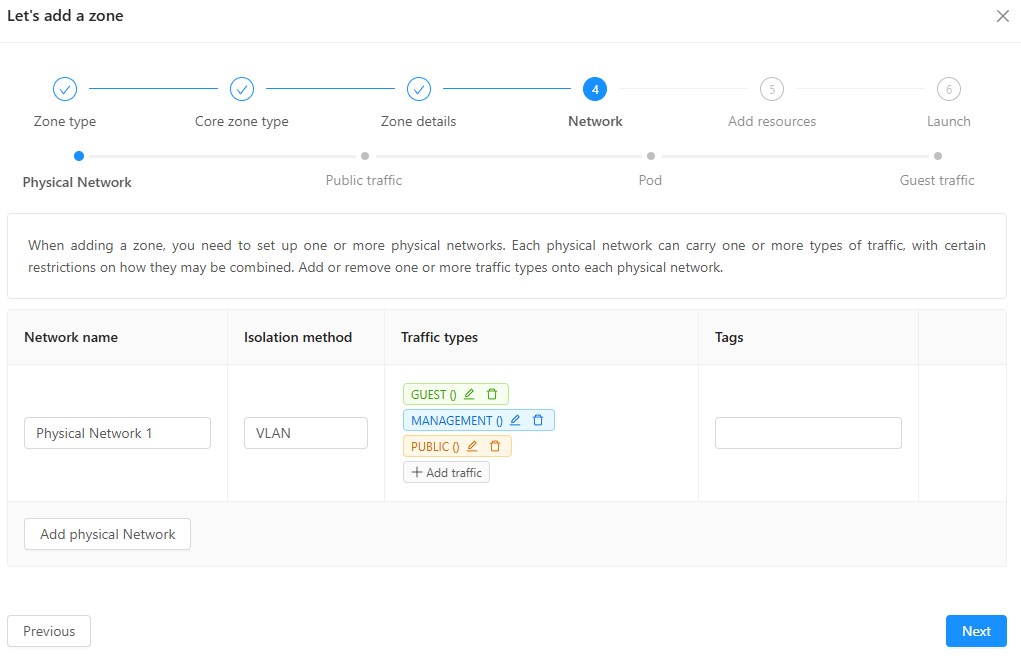 Let's add a zone
4
5
6
Zone type
Core zone type
Zone details
Network
Add resources
Launch
Physical Network
Public traffic
Pod
Guest traffic
When adding a zone, you need to set up one or more physical networks. Each physical network can carry one or more types of traffic, with certain
restrictions on how they may be combined. Add or remove one or more traffic types onto each physical network.
Network name
Isolation method
Traffic types
Tags
Physical Network 1
VLAN
GUEST ()
MANAGEMENT ()
PUBLIC ()
+ Add traffic
Add physical Network
Previous
Next